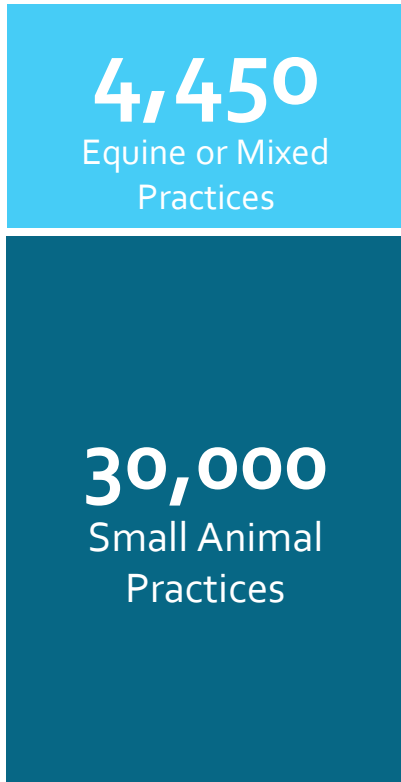 4,450
Equine or Mixed
Practices
30,000
Small Animal
Practices